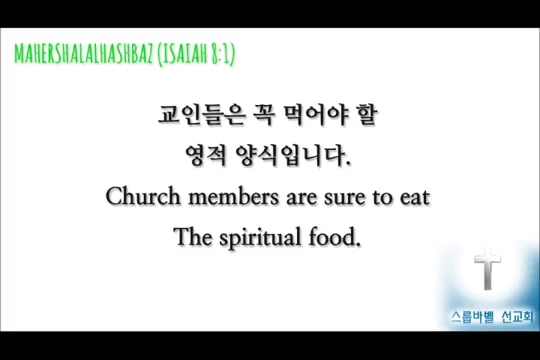 MAHERSHALALHASHBAZ (ISAIAH 8:1)
교인들은 꼭 먹어야 할
영적 양식입니다.
Church members are sure to eat
The spiritual food.
스룹바벨 선교회